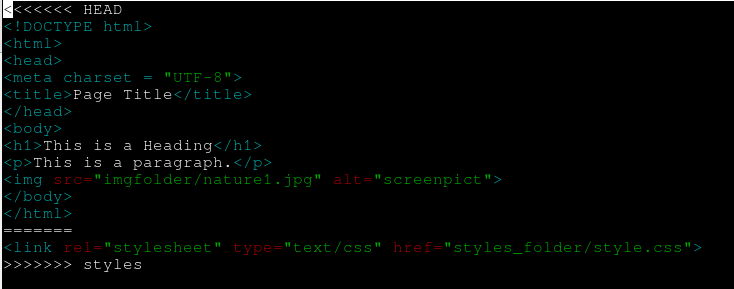 <<<<<<< HEAD
<!DOCTYPE html>
<html>
<head>
<meta charset = "UTF-8">
<title>Page Title</title>
</head>
<body>
<h1>This is a Heading</h1>
<p>This is a paragraph.</p>
<img src="imgfolder/nature1.jpg" alt="screenpict">
</body>
</html>
=======
<link rel="stylesheet" type="text/css" href="styles_folder/style.css">
>>>>>>> styles